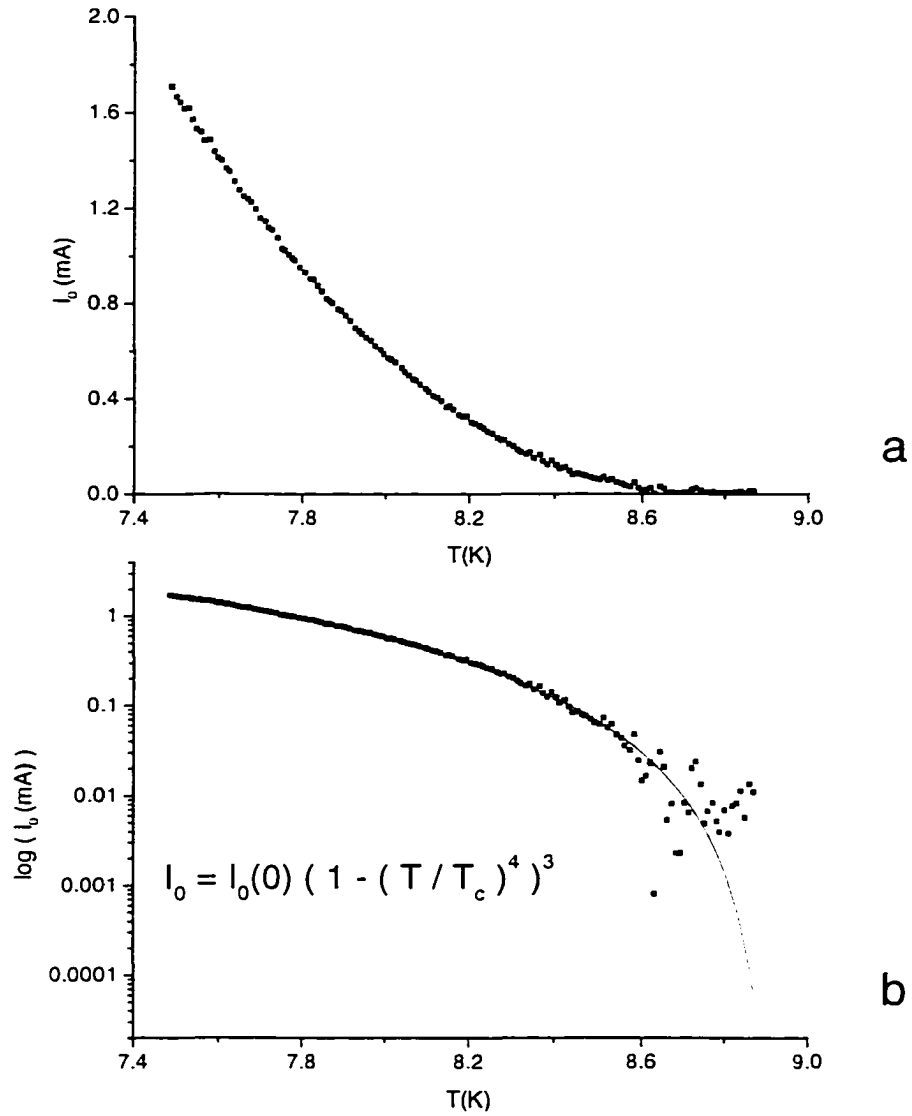 2.0
1.6
1.2
0.8
0.4
0.0
I₀ (mA)
7.4 7.8 8.2 8.6 9.0
T(K)
a
1
0.1
0.01
0.001
0.0001
log ( I₀ (mA) )
I₀ = I₀(0) ( 1 - ( T / T_c )⁴ )³
7.4 7.8 8.2 8.6 9.0
T(K)
b